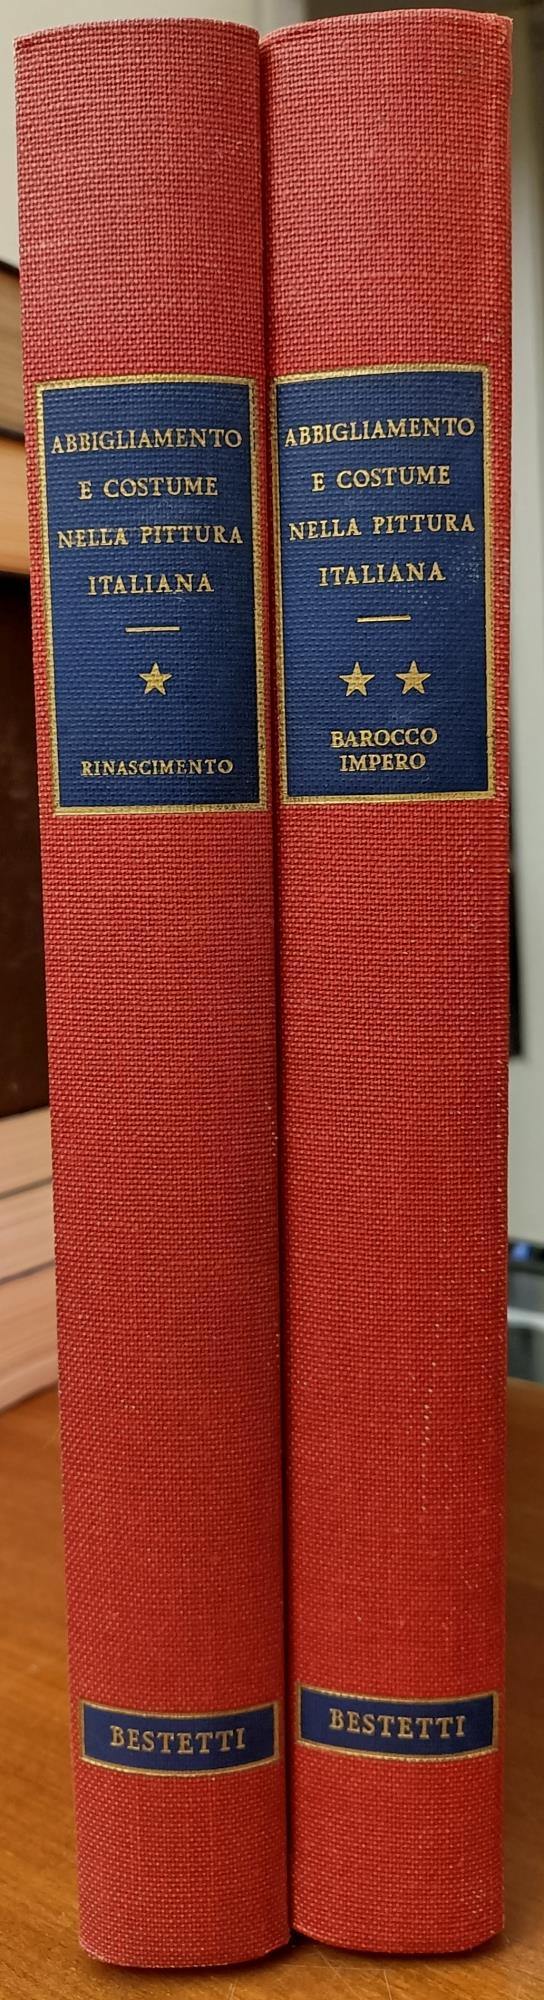 ABBIGLIAMENTO
E COSTUME
NELLA PITTURA
ITALIANA
RINASCIMENTO
BESTETTI
ABBIGLIAMENTO
E COSTUME
NELLA PITTURA
ITALIANA
BAROCCO
IMPERO
BESTETTI